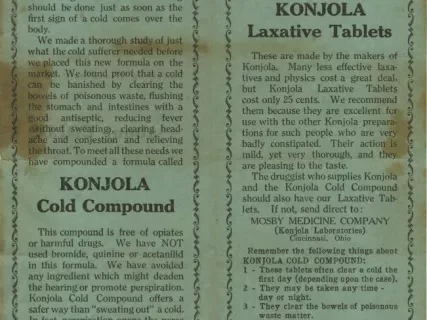 should be done just as soon as the
first sign of a cold comes over the
body.
We made a thorough study of just
what the cold sufferer needed before
we placed this new formula on the
market. We found proof that a cold
can be banished by clearing the
bowels of poisonous waste, flushing
the stomach and intestines with a
good antiseptic, reducing fever
without sweatings, clearing head-
ache and conjestion and relieving
the throat. To meet all these needs we
have compounded a formula called
KONJOLA
Cold Compound
This compound is free of opiates
or harmful drugs. We have NOT
used bromide, quinine or acetanilid
in this formula. We have avoided
any ingredient which might deaden
the hearing or promote perspiration.
Konjola Cold Compound offers a
safer way than "sweating out" a cold.
In fact, perspiration opens the pores
KONJOLA
Laxative Tablets
These are made by the makers of
Konjola. Many less effective laxa-
tives and physics cost a great deal,
but Konjola Laxative Tablets
cost only 25 cents. We recommend
them because they are excellent for
use with the other Konjola prepara-
tions for such people who are very
badly constipated. Their action is
mild, yet very thorough, and they
are pleasing to the taste.
The druggist who supplies Konjola
and the Konjola Cold Compound
should also have our Laxative Tab-
lets. If not, send direct to:
MOSBY MEDICINE COMPANY
(Konjola Laboratories)
Cincinnati, Ohio
Remember the following things about
KONJOLA COLD COMPOUND:
1 - These tablets often clear a cold the
first day (depending upon the case).
2 - They may be taken any time -
day or night.
3 - They clear the bowels of poisonous
waste matter.